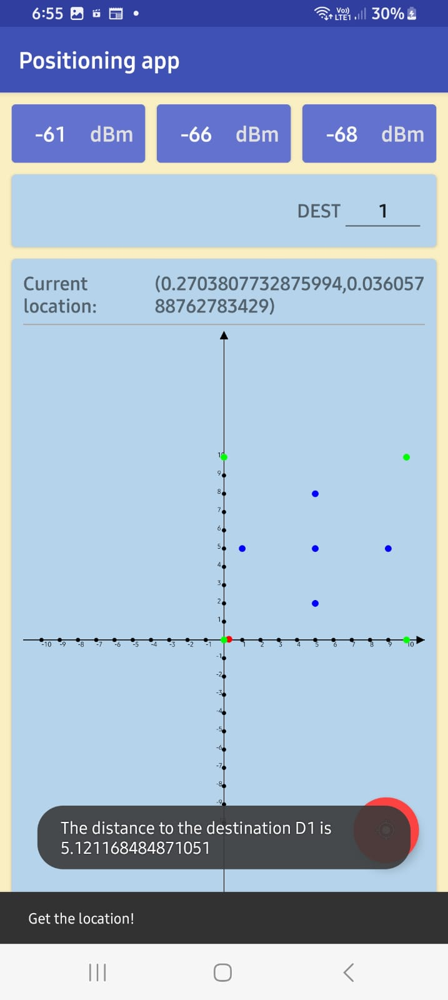 6:55
Vo)) LTE1 30%
Positioning app
-61 dBm -66 dBm -68 dBm
DEST 1
Current (0.2703807732875994,0.036057
location: 88762783429)
10
9
8
7
6
5
4
3
2
1
-10 -9 -8 -7 -6 -5 -4 -3 -2 -1 1 2 3 4 5 6 7 8 9 10
-1
-2
-3
-4
-5
-6
-7
-8
-9
The distance to the destination D1 is
5.121168484871051
Get the location!